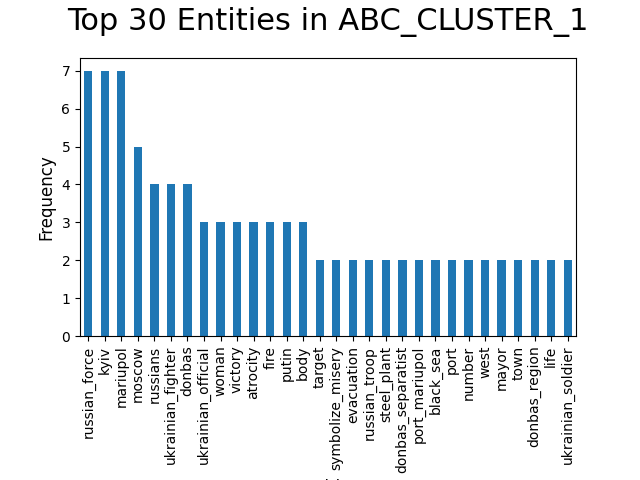 Top 30 Entities in ABC_CLUSTER_1
Frequency
7
6
5
4
3
2
1
0
russian_force
kyiv
mariupol
moscow
russians
ukrainian_fighter
donbas
ukrainian_official
woman
victory
atrocity
fire
putin
body
target
symbolize_misery
evacuation
russian_troop
steel_plant
donbas_separatist
port_mariupol
black_sea
port
number
west
mayor
town
donbas_region
life
ukrainian_soldier